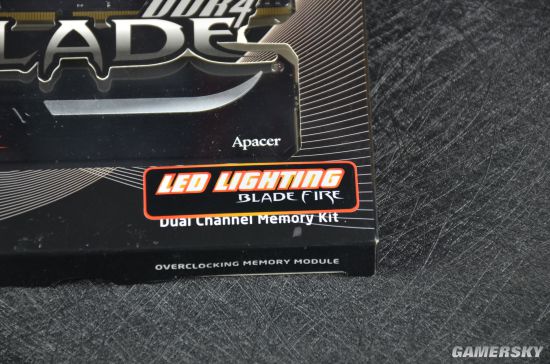 DDR4
BLADE
Apacer
LED LIGHTING
BLADE FIRE
Dual Channel Memory Kit
OVERCLOCKING MEMORY MODULE
GAMERSKY